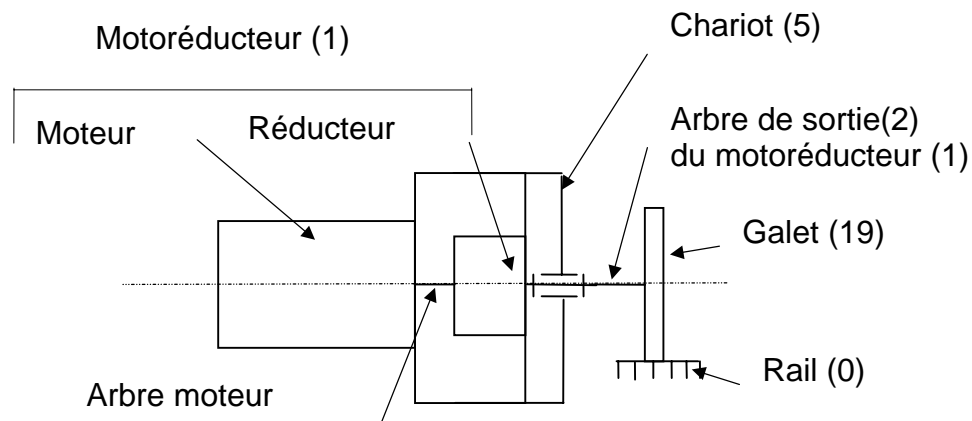 Chariot (5)
Motoréducteur (1)
Moteur
Réducteur
Arbre de sortie(2)
du motoréducteur (1)
Galet (19)
Rail (0)
Arbre moteur